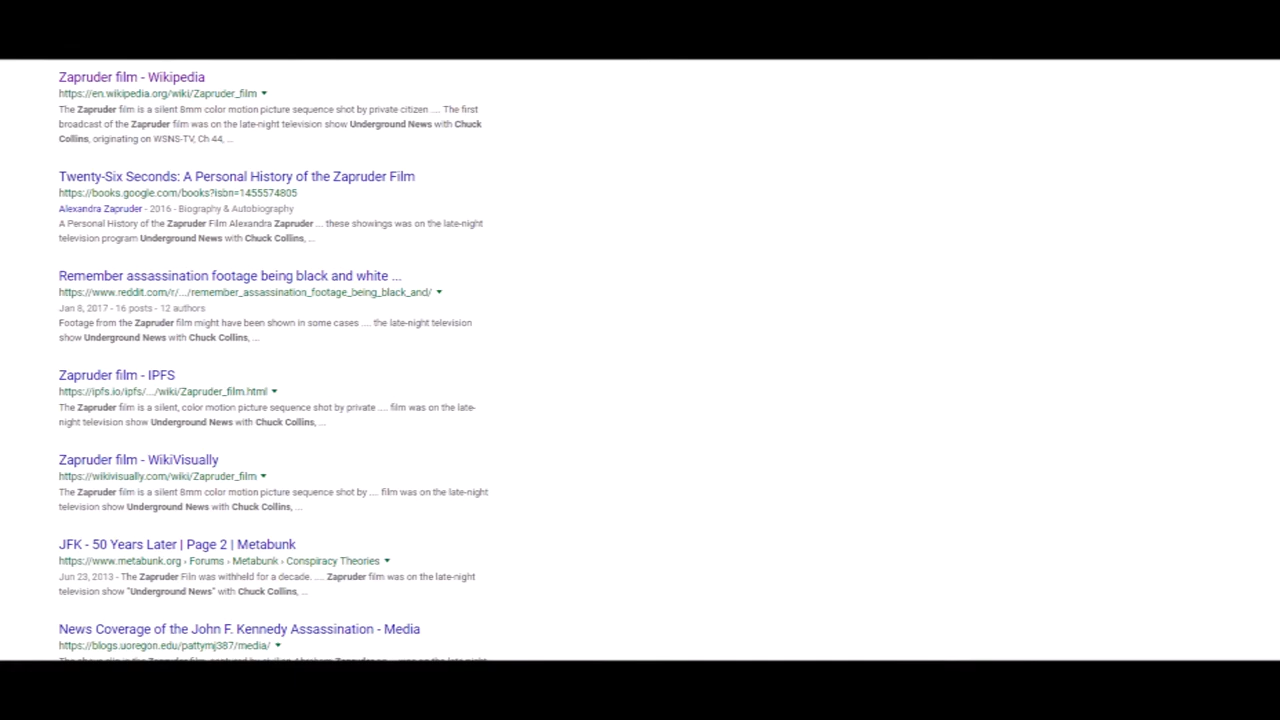 Zapruder film - Wikipedia
https://en.wikipedia.org/wiki/Zapruder_film
The Zapruder film is a silent 8mm color motion picture sequence shot by private citizen .... The first
broadcast of the Zapruder film was on the late-night television show Underground News with Chuck
Collins, originating on WSNS-TV, Ch 44, ...
Twenty-Six Seconds: A Personal History of the Zapruder Film
https://books.google.com/books?isbn=1455574805
Alexandra Zapruder - 2016 - Biography & Autobiography
A Personal History of the Zapruder Film Alexandra Zapruder ... these showings was on the late-night
television program Underground News with Chuck Collins, ...
Remember assassination footage being black and white ...
https://www.reddit.com/r/.../remember_assassination_footage_being_black_and/
Jan 8, 2017 - 16 posts - 12 authors
Footage from the Zapruder film might have been shown in some cases .... the late-night television
show Underground News with Chuck Collins, ...
Zapruder film - IPFS
https://ipfs.io/ipfs/.../wiki/Zapruder_film.html
The Zapruder film is a silent, color motion picture sequence shot by private .... film was on the late-
night television show Underground News with Chuck Collins, ...
Zapruder film - WikiVisually
https://wikivisually.com/wiki/Zapruder_film
The Zapruder film is a silent 8mm color motion picture sequence shot by .... film was on the late-night
television show Underground News with Chuck Collins, ...
JFK - 50 Years Later | Page 2 | Metabunk
https://www.metabunk.org › Forums › Metabunk › Conspiracy Theories
Jun 23, 2013 - The Zapruder Film was withheld for a decade. .... Zapruder film was on the late-night
television show "Underground News" with Chuck Collins, ...
News Coverage of the John F. Kennedy Assassination - Media
https://blogs.uoregon.edu/pattymj387/media/